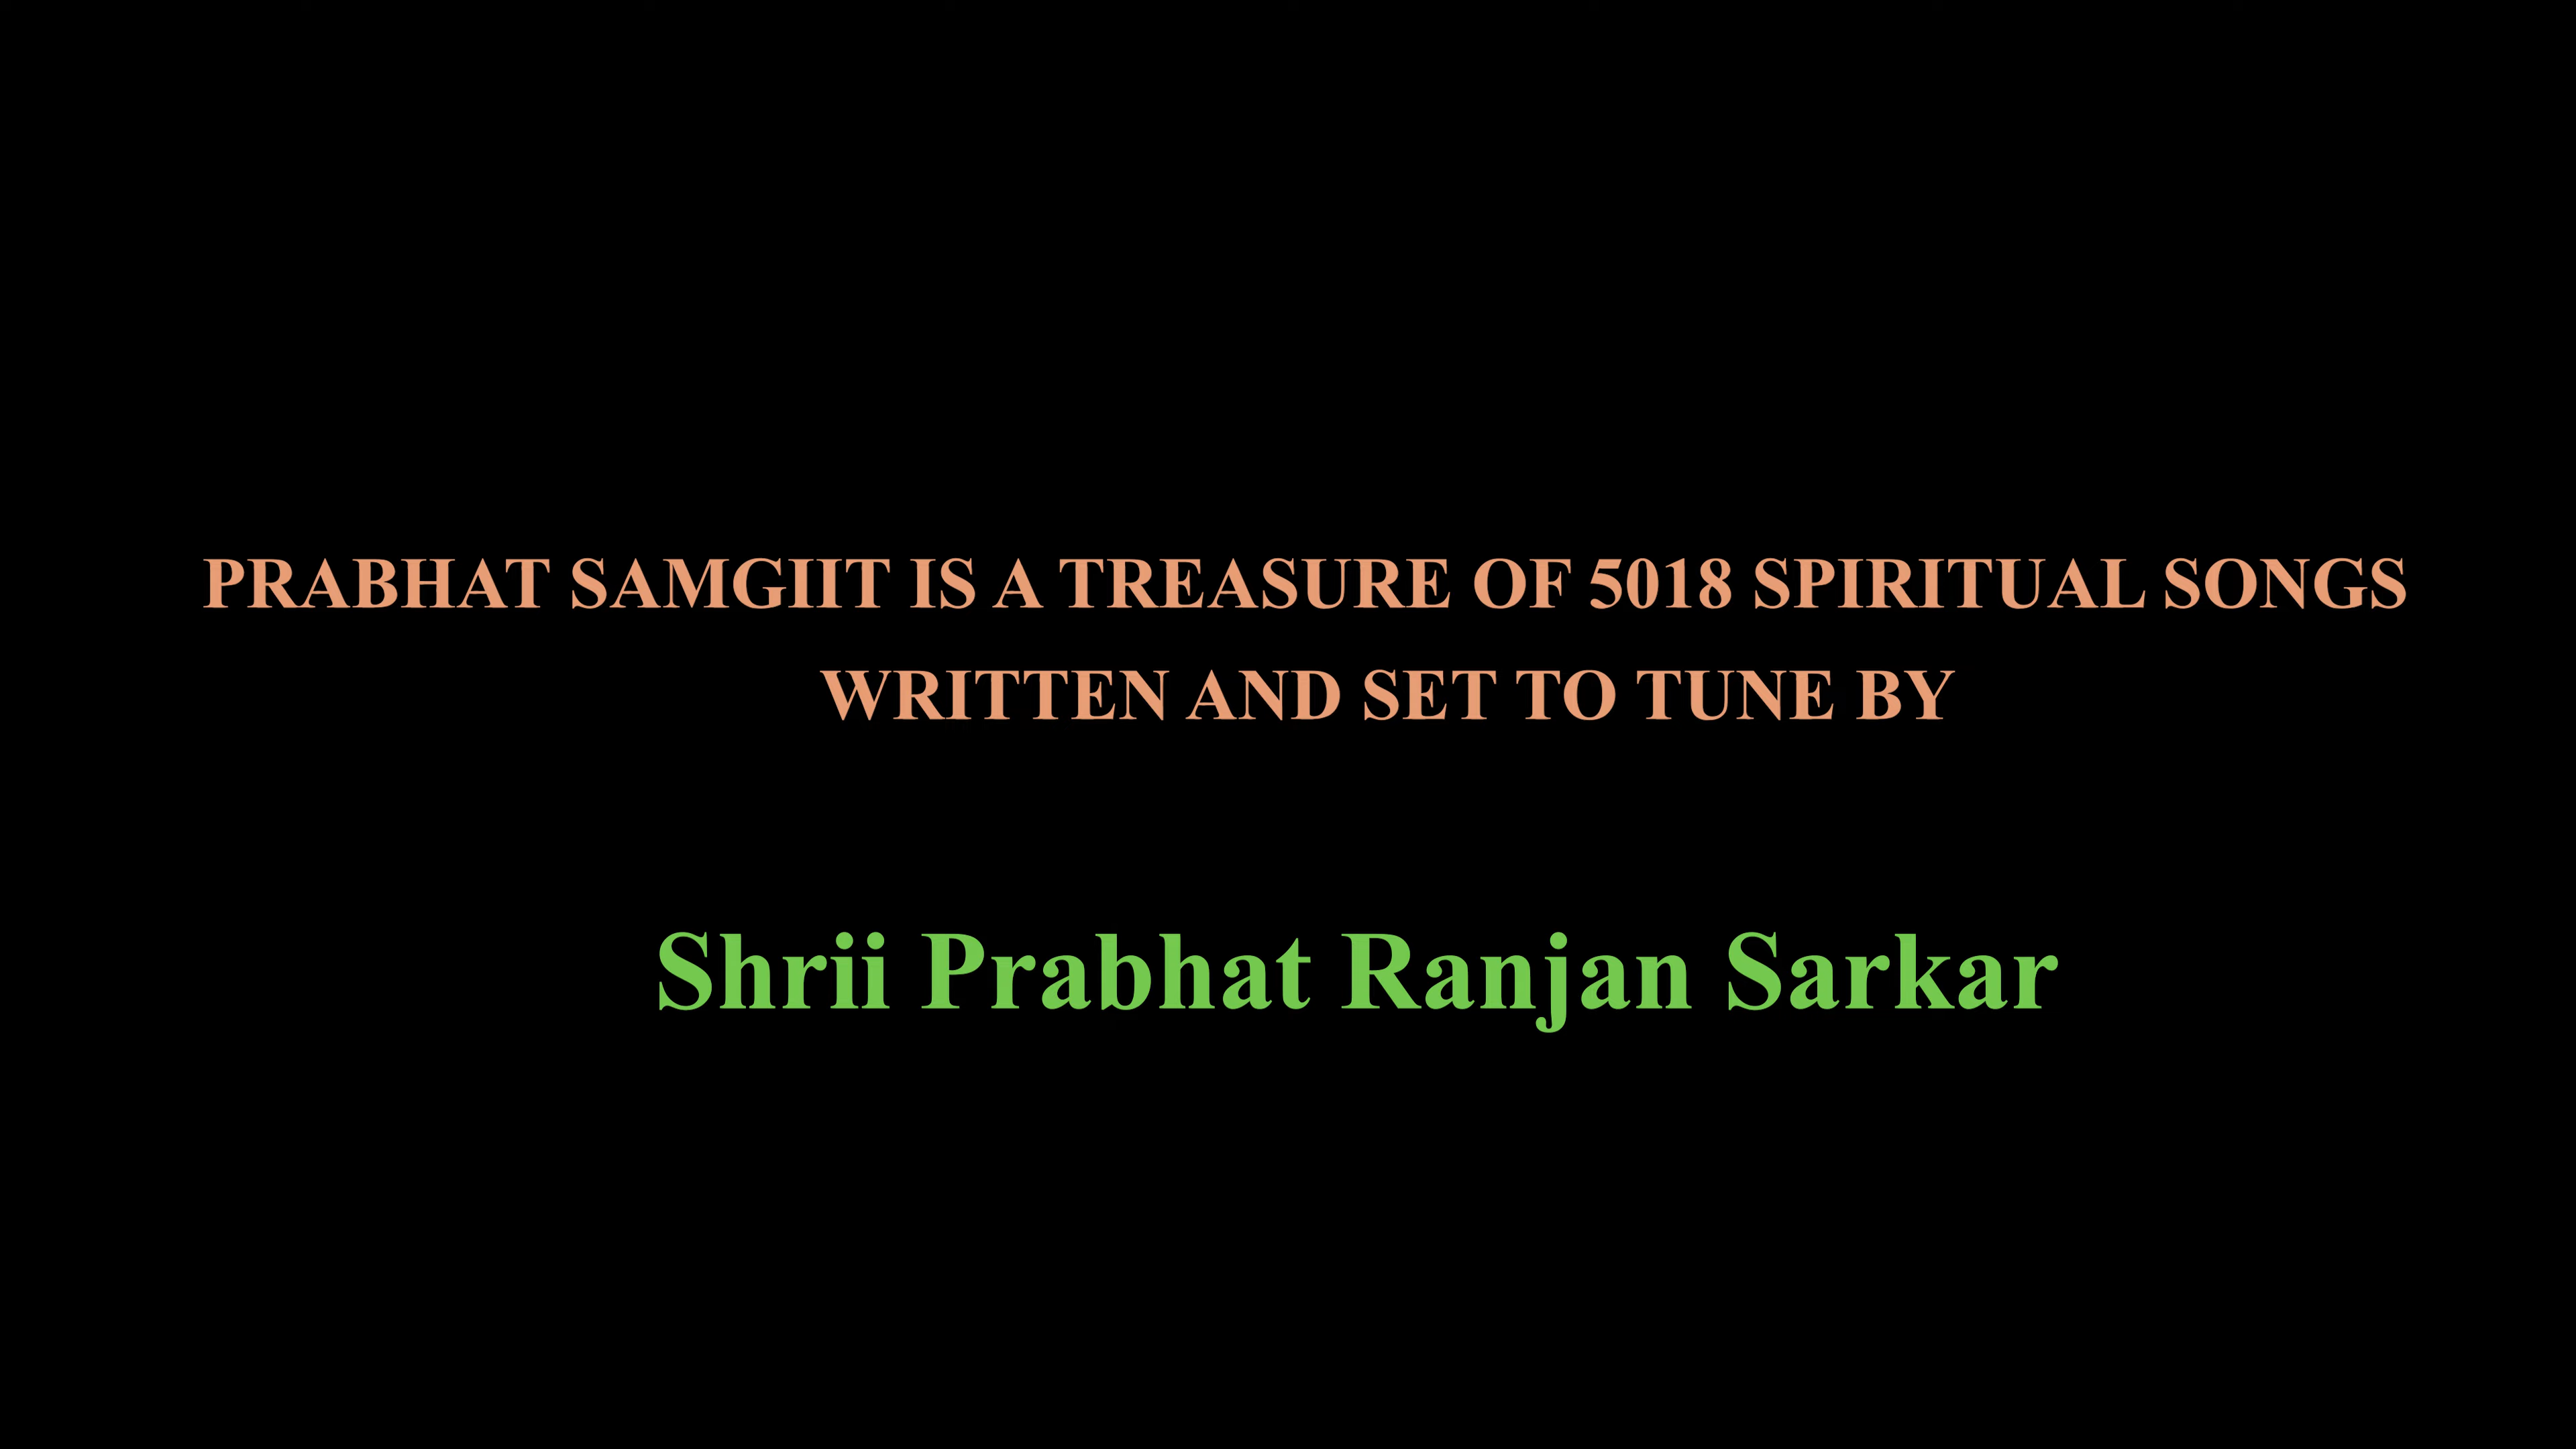 PRABHAT SAMGIIT IS A TREASURE OF 5018 SPIRITUAL SONGS
WRITTEN AND SET TO TUNE BY
Shrii Prabhat Ranjan Sarkar